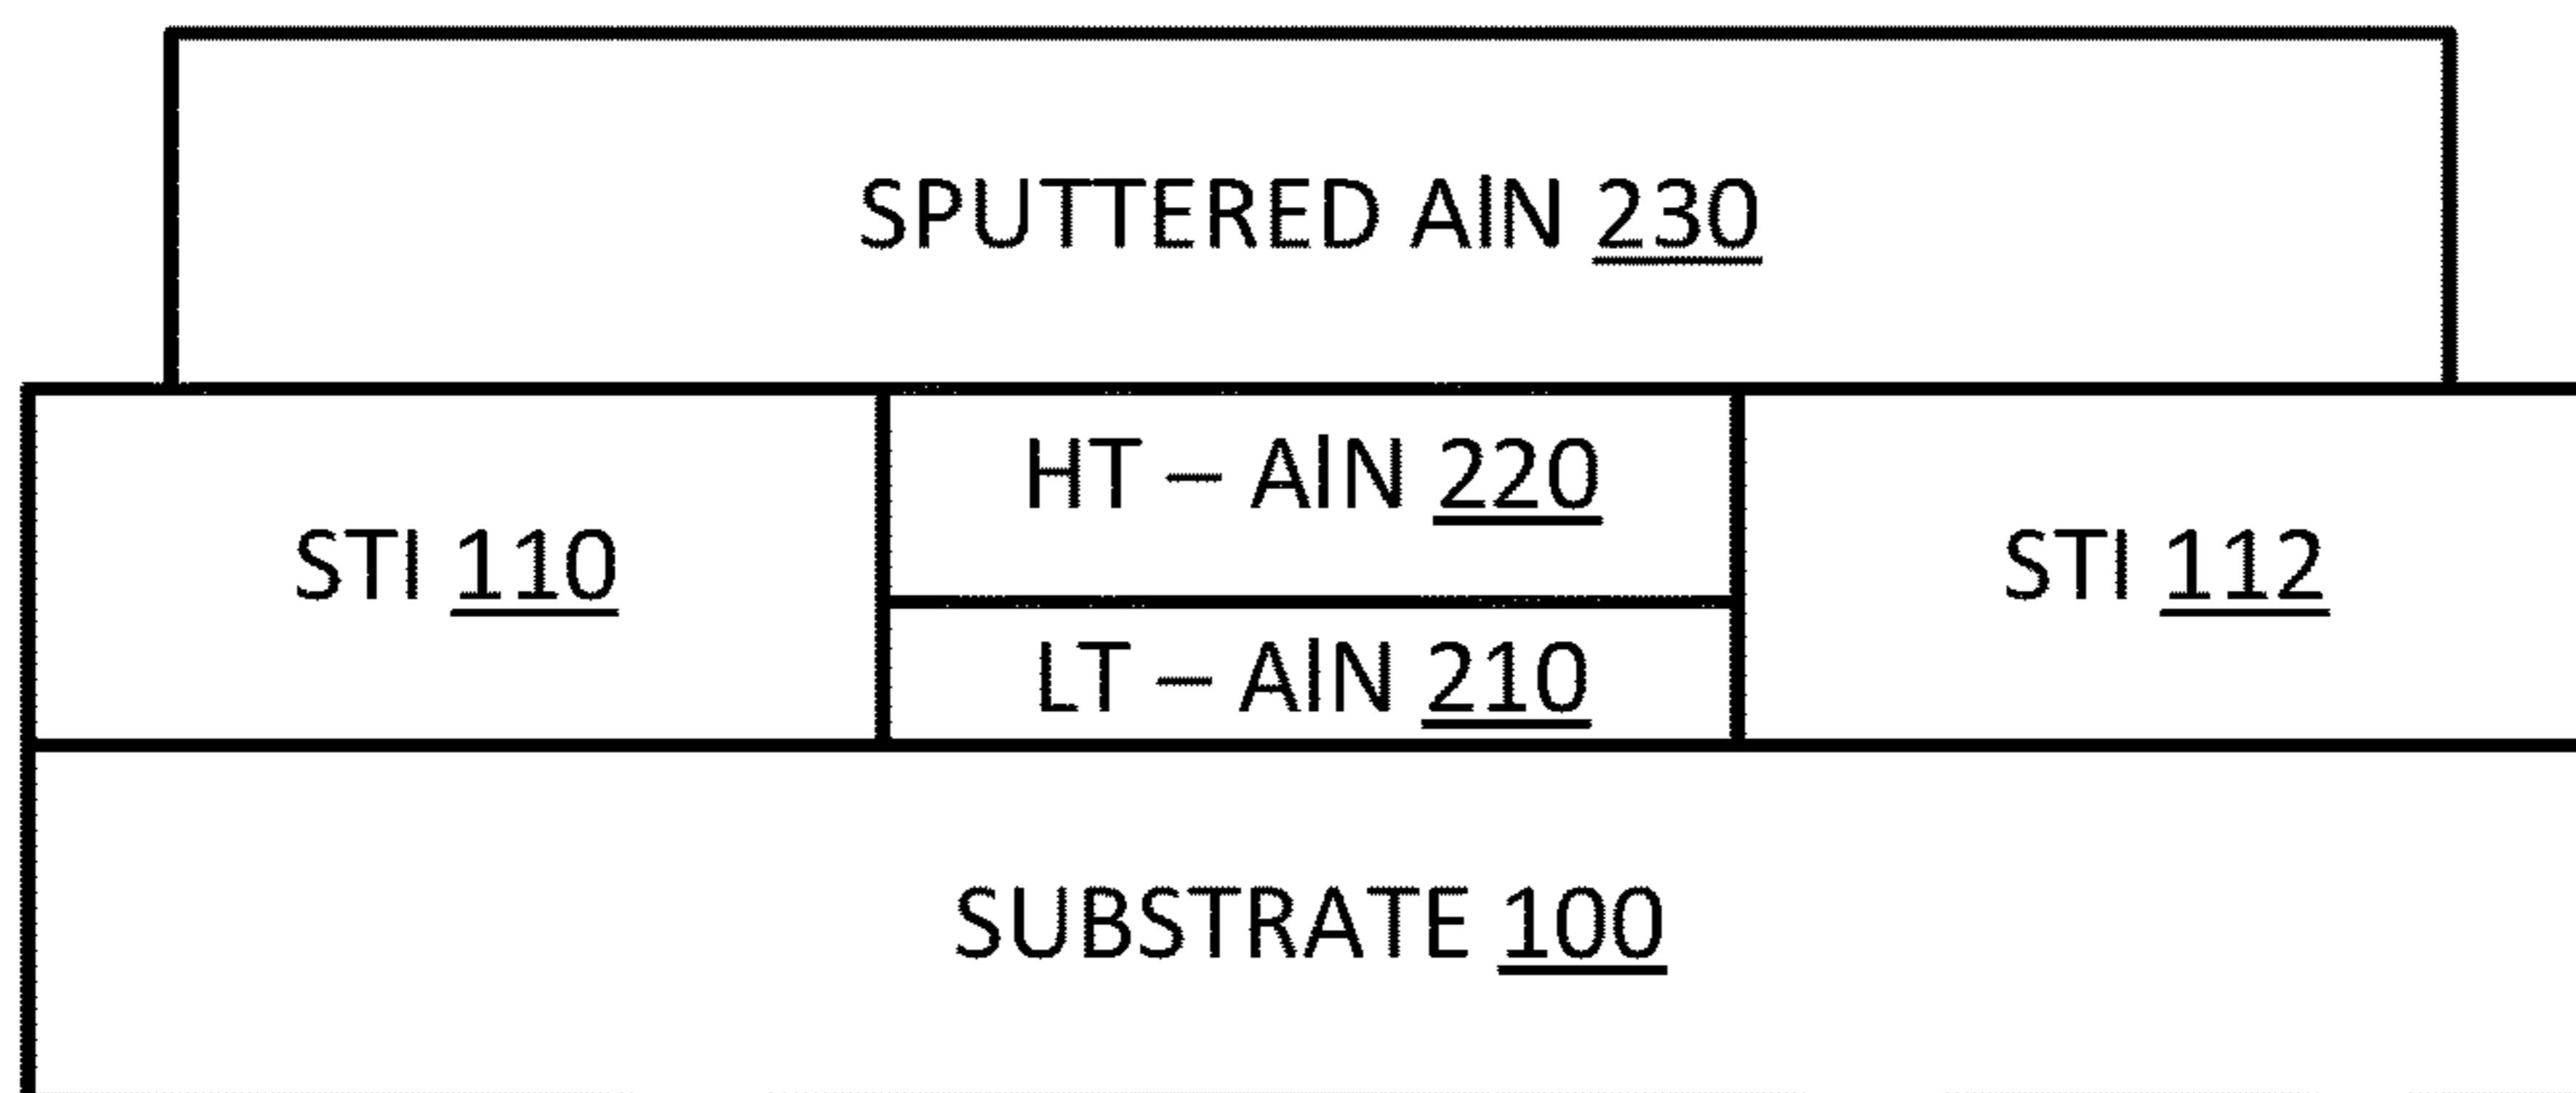 SPUTTERED AlN 230
HT – AlN 220
STI 110
STI 112
LT – AlN 210
SUBSTRATE 100